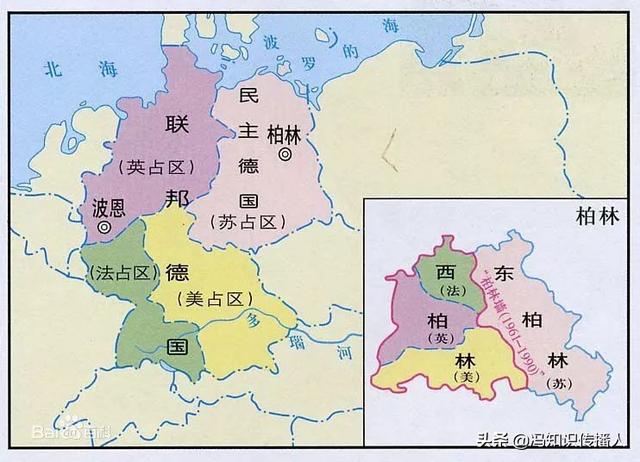 北海
波罗的海
联邦德国
(英占区)
民主德国
柏林
(苏占区)
波恩
(法占区)
(美占区)
多瑙河
柏林
西柏林
(法)
(英)
(美)
东柏林
(苏)
"柏林墙(1961—1990)"
Bai百科
头条@冯知识传播人